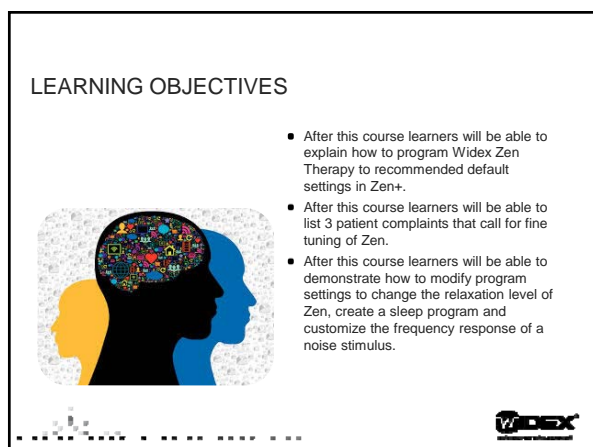 LEARNING OBJECTIVES
After this course learners will be able to
explain how to program Widex Zen
Therapy to recommended default
settings in Zen+.
After this course learners will be able to
list 3 patient complaints that call for fine
tuning of Zen.
After this course learners will be able to
demonstrate how to modify program
settings to change the relaxation level of
Zen, create a sleep program and
customize the frequency response of a
noise stimulus.
WIDEX